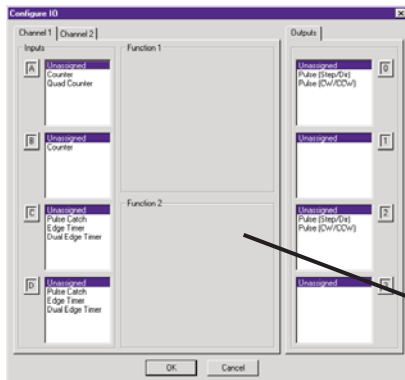 Configure IO
Channel 1
Channel 2
Inputs
A
Unassigned
Counter
Quad Counter
B
Unassigned
Counter
C
Unassigned
Pulse Catch
Edge Timer
Dual Edge Timer
D
Unassigned
Pulse Catch
Edge Timer
Dual Edge Timer
Function 1
Function 2
Outputs
Unassigned
Pulse (Step/Dir)
Pulse (CW/CCW)
0
Unassigned
1
Unassigned
Pulse (Step/Dir)
Pulse (CW/CCW)
2
Unassigned
3
OK
Cancel